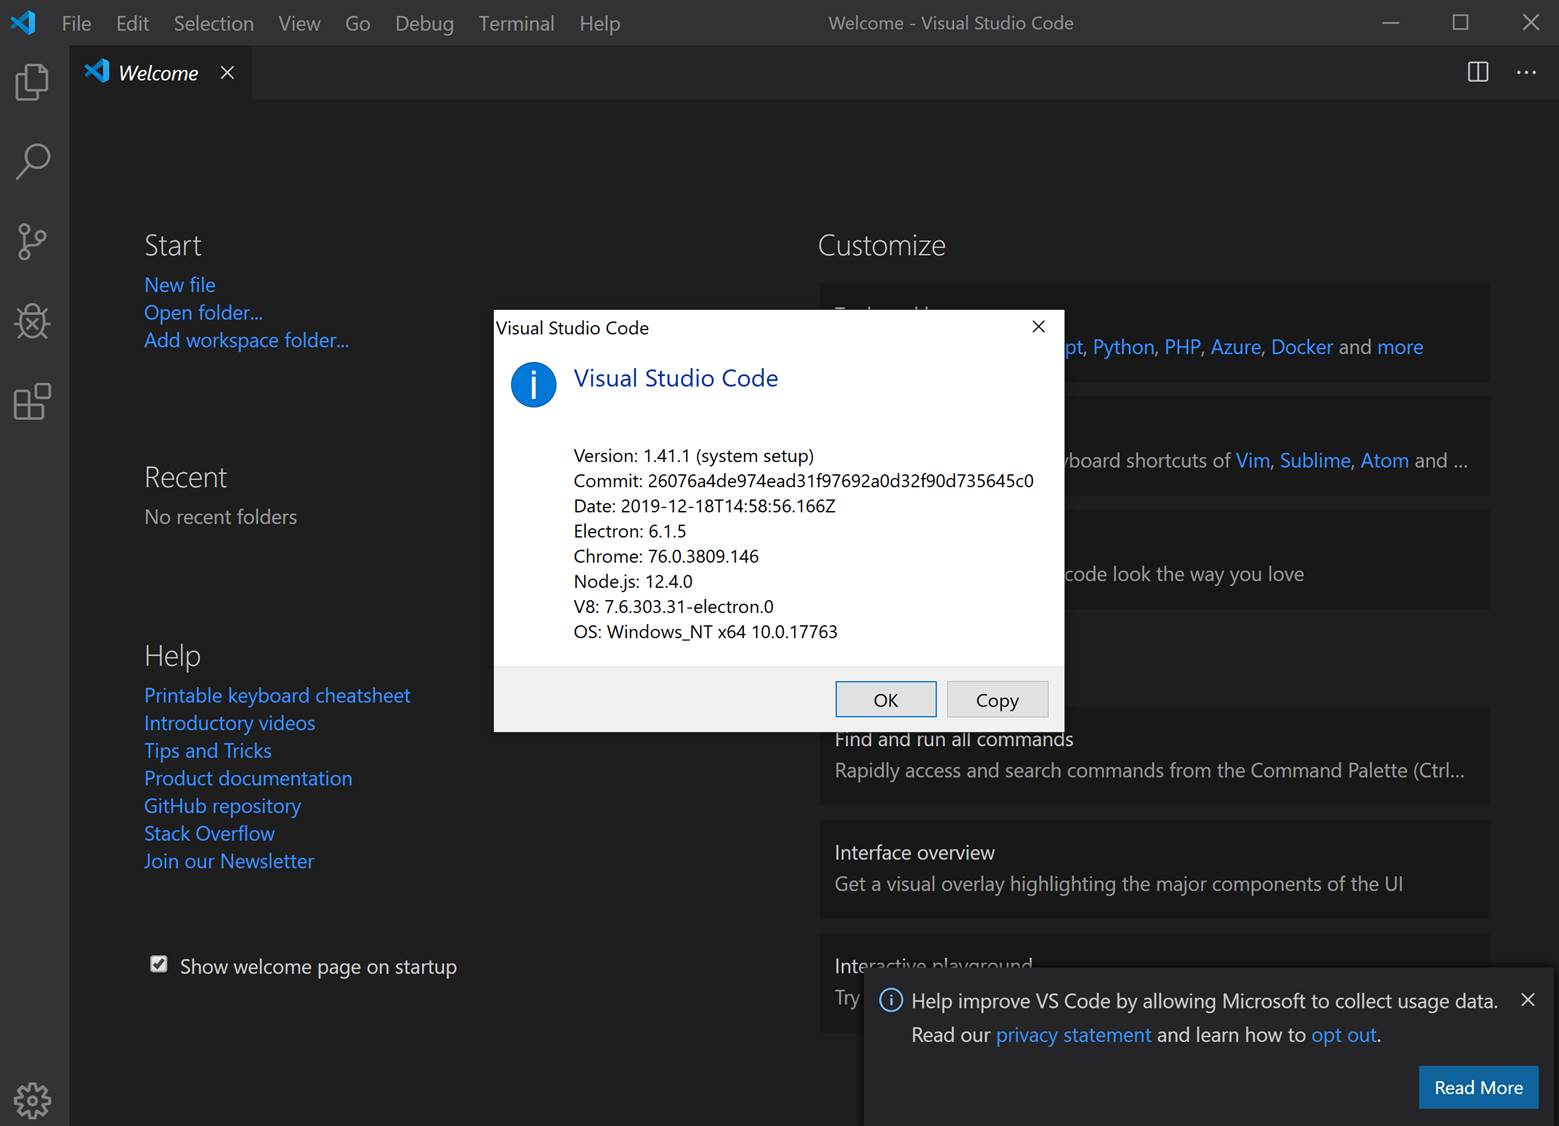 File Edit Selection View Go Debug Terminal Help Welcome - Visual Studio Code
Welcome
Start
New file
Open folder...
Add workspace folder...
Recent
No recent folders
Help
Printable keyboard cheatsheet
Introductory videos
Tips and Tricks
Product documentation
GitHub repository
Stack Overflow
Join our Newsletter
Show welcome page on startup
Customize
Python, PHP, Azure, Docker and more
shortcuts of Vim, Sublime, Atom and ...
code look the way you love
Find and run all commands
Rapidly access and search commands from the Command Palette (Ctrl...
Interface overview
Get a visual overlay highlighting the major components of the UI
Interactive playground
Try
Visual Studio Code
Visual Studio Code
Version: 1.41.1 (system setup)
Commit: 26076a4de974ead31f97692a0d32f90d735645c0
Date: 2019-12-18T14:58:56.166Z
Electron: 6.1.5
Chrome: 76.0.3809.146
Node.js: 12.4.0
V8: 7.6.303.31-electron.0
OS: Windows_NT x64 10.0.17763
OK Copy
Help improve VS Code by allowing Microsoft to collect usage data.
Read our privacy statement and learn how to opt out.
Read More